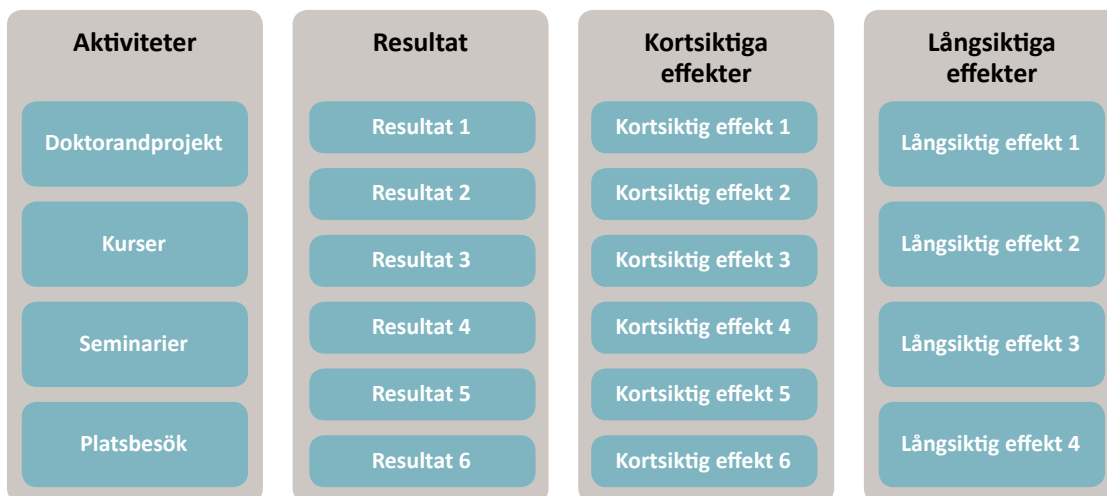 Aktiviteter
Doktorandprojekt
Kurser
Seminarier
Platsbesök
Resultat
Resultat 1
Resultat 2
Resultat 3
Resultat 4
Resultat 5
Resultat 6
Kortsiktiga
effekter
Kortsiktig effekt 1
Kortsiktig effekt 2
Kortsiktig effekt 3
Kortsiktig effekt 4
Kortsiktig effekt 5
Kortsiktig effekt 6
Långsiktiga
effekter
Långsiktig effekt 1
Långsiktig effekt 2
Långsiktig effekt 3
Långsiktig effekt 4